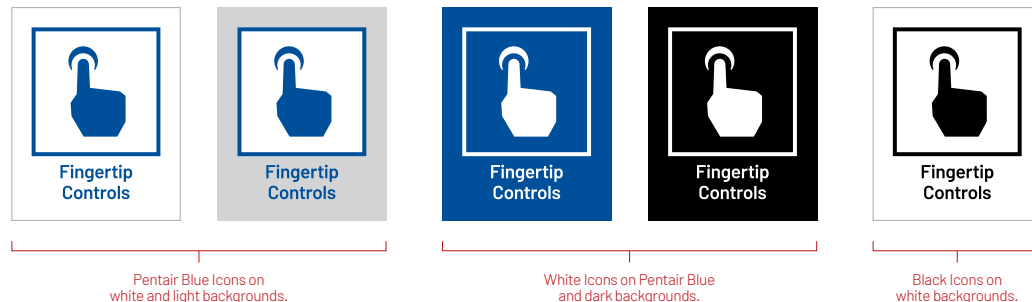 Fingertip
Controls
Fingertip
Controls
Fingertip
Controls
Fingertip
Controls
Fingertip
Controls
Pentair Blue Icons on
white and light backgrounds.
White Icons on Pentair Blue
and dark backgrounds.
Black Icons on
white backgrounds.